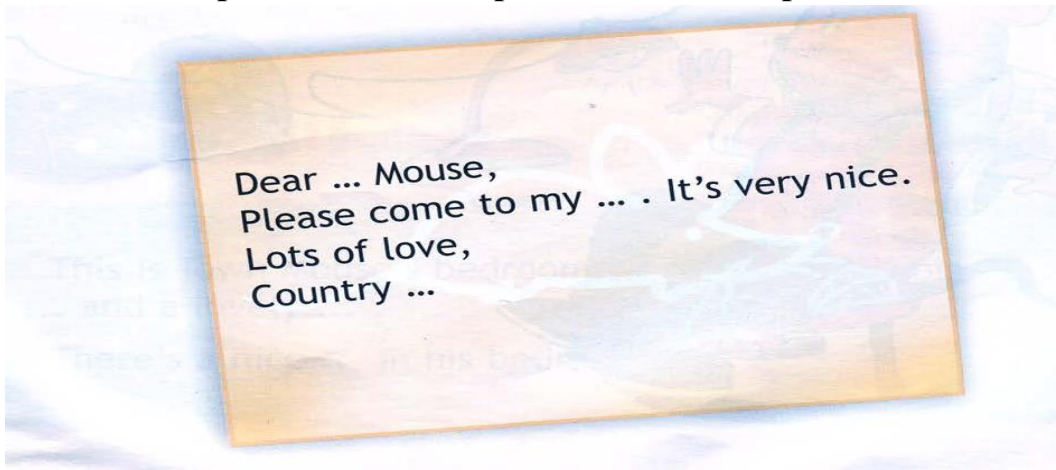 Dear ... Mouse,
Please come to my ... . It's very nice.
Lots of love,
Country ...